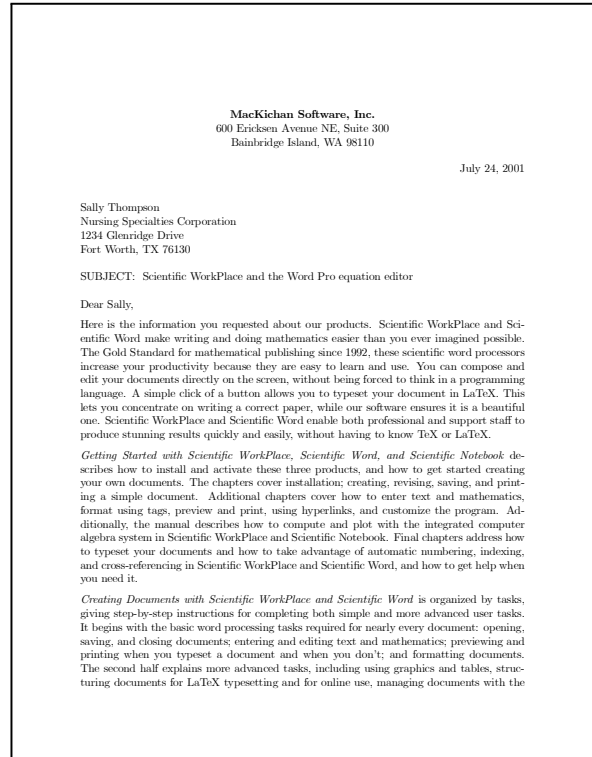 MacKichan Software, Inc.
600 Ericksen Avenue NE, Suite 300
Bainbridge Island, WA 98110
July 24, 2001
Sally Thompson
Nursing Specialties Corporation
1234 Glenridge Drive
Fort Worth, TX 76130
SUBJECT: Scientific WorkPlace and the Word Pro equation editor
Dear Sally,
Here is the information you requested about our products. Scientific WorkPlace and Sci-
entific Word make writing and doing mathematics easier than you ever imagined possible.
The Gold Standard for mathematical publishing since 1992, these scientific word processors
increase your productivity because they are easy to learn and use. You can compose and
edit your documents directly on the screen, without being forced to think in a programming
language. A simple click of a button allows you to typeset your document in LaTeX. This
lets you concentrate on writing a correct paper, while our software ensures it is a beautiful
one. Scientific WorkPlace and Scientific Word enable both professional and support staff to
produce stunning results quickly and easily, without having to know TeX or LaTeX.
Getting Started with Scientific WorkPlace, Scientific Word, and Scientific Notebook de-
scribes how to install and activate these three products, and how to get started creating
your own documents. The chapters cover installation; creating, revising, saving, and print-
ing a simple document. Additional chapters cover how to enter text and mathematics,
format using tags, preview and print, using hyperlinks, and customize the program. Ad-
ditionally, the manual describes how to compute and plot with the integrated computer
algebra system in Scientific WorkPlace and Scientific Notebook. Final chapters address how
to typeset your documents and how to take advantage of automatic numbering, indexing,
and cross-referencing in Scientific WorkPlace and Scientific Word, and how to get help when
you need it.
Creating Documents with Scientific WorkPlace and Scientific Word is organized by tasks,
giving step-by-step instructions for completing both simple and more advanced user tasks.
It begins with the basic word processing tasks required for nearly every document: opening,
saving, and closing documents; entering and editing text and mathematics; previewing and
printing when you typeset a document and when you don't; and formatting documents.
The second half explains more advanced tasks, including using graphics and tables, struc-
turing documents for LaTeX typesetting and for online use, managing documents with the